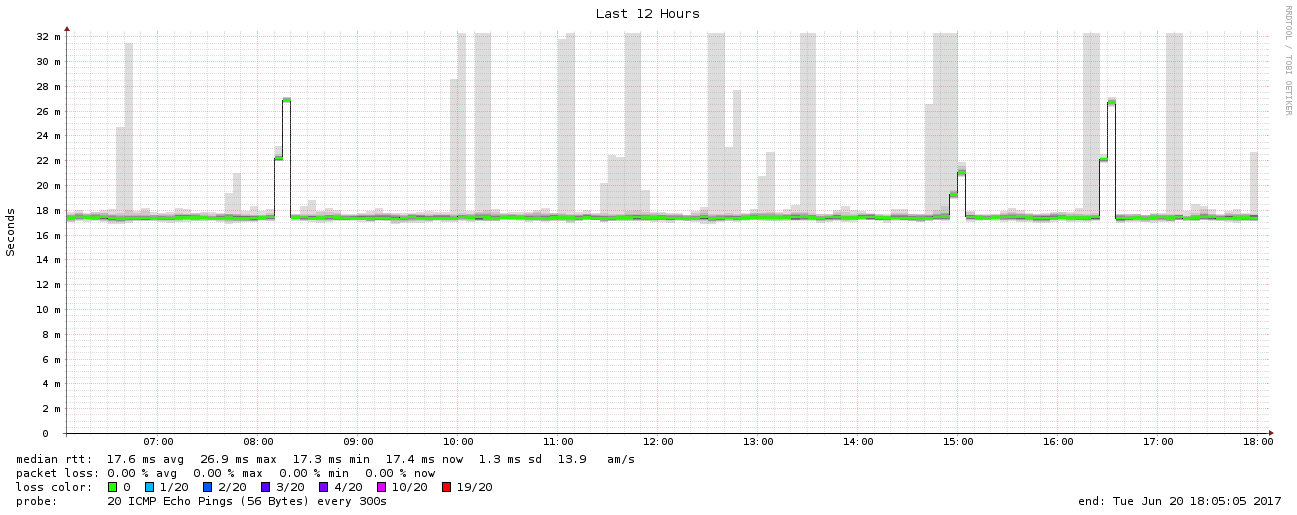 Last 12 Hours
RRDTOOL / TOBI OETIKER
Seconds
32 m
30 m
28 m
26 m
24 m
22 m
20 m
18 m
16 m
14 m
12 m
10 m
8 m
6 m
4 m
2 m
0
07:00 08:00 09:00 10:00 11:00 12:00 13:00 14:00 15:00 16:00 17:00 18:00
median rtt: 17.6 ms avg 26.9 ms max 17.3 ms min 17.4 ms now 1.3 ms sd 13.9 am/s
packet loss: 0.00 % avg 0.00 % max 0.00 % min 0.00 % now
loss color: 0 1/20 2/20 3/20 4/20 10/20 19/20
probe: 20 ICMP Echo Pings (56 Bytes) every 300s end: Tue Jun 20 18:05:05 2017